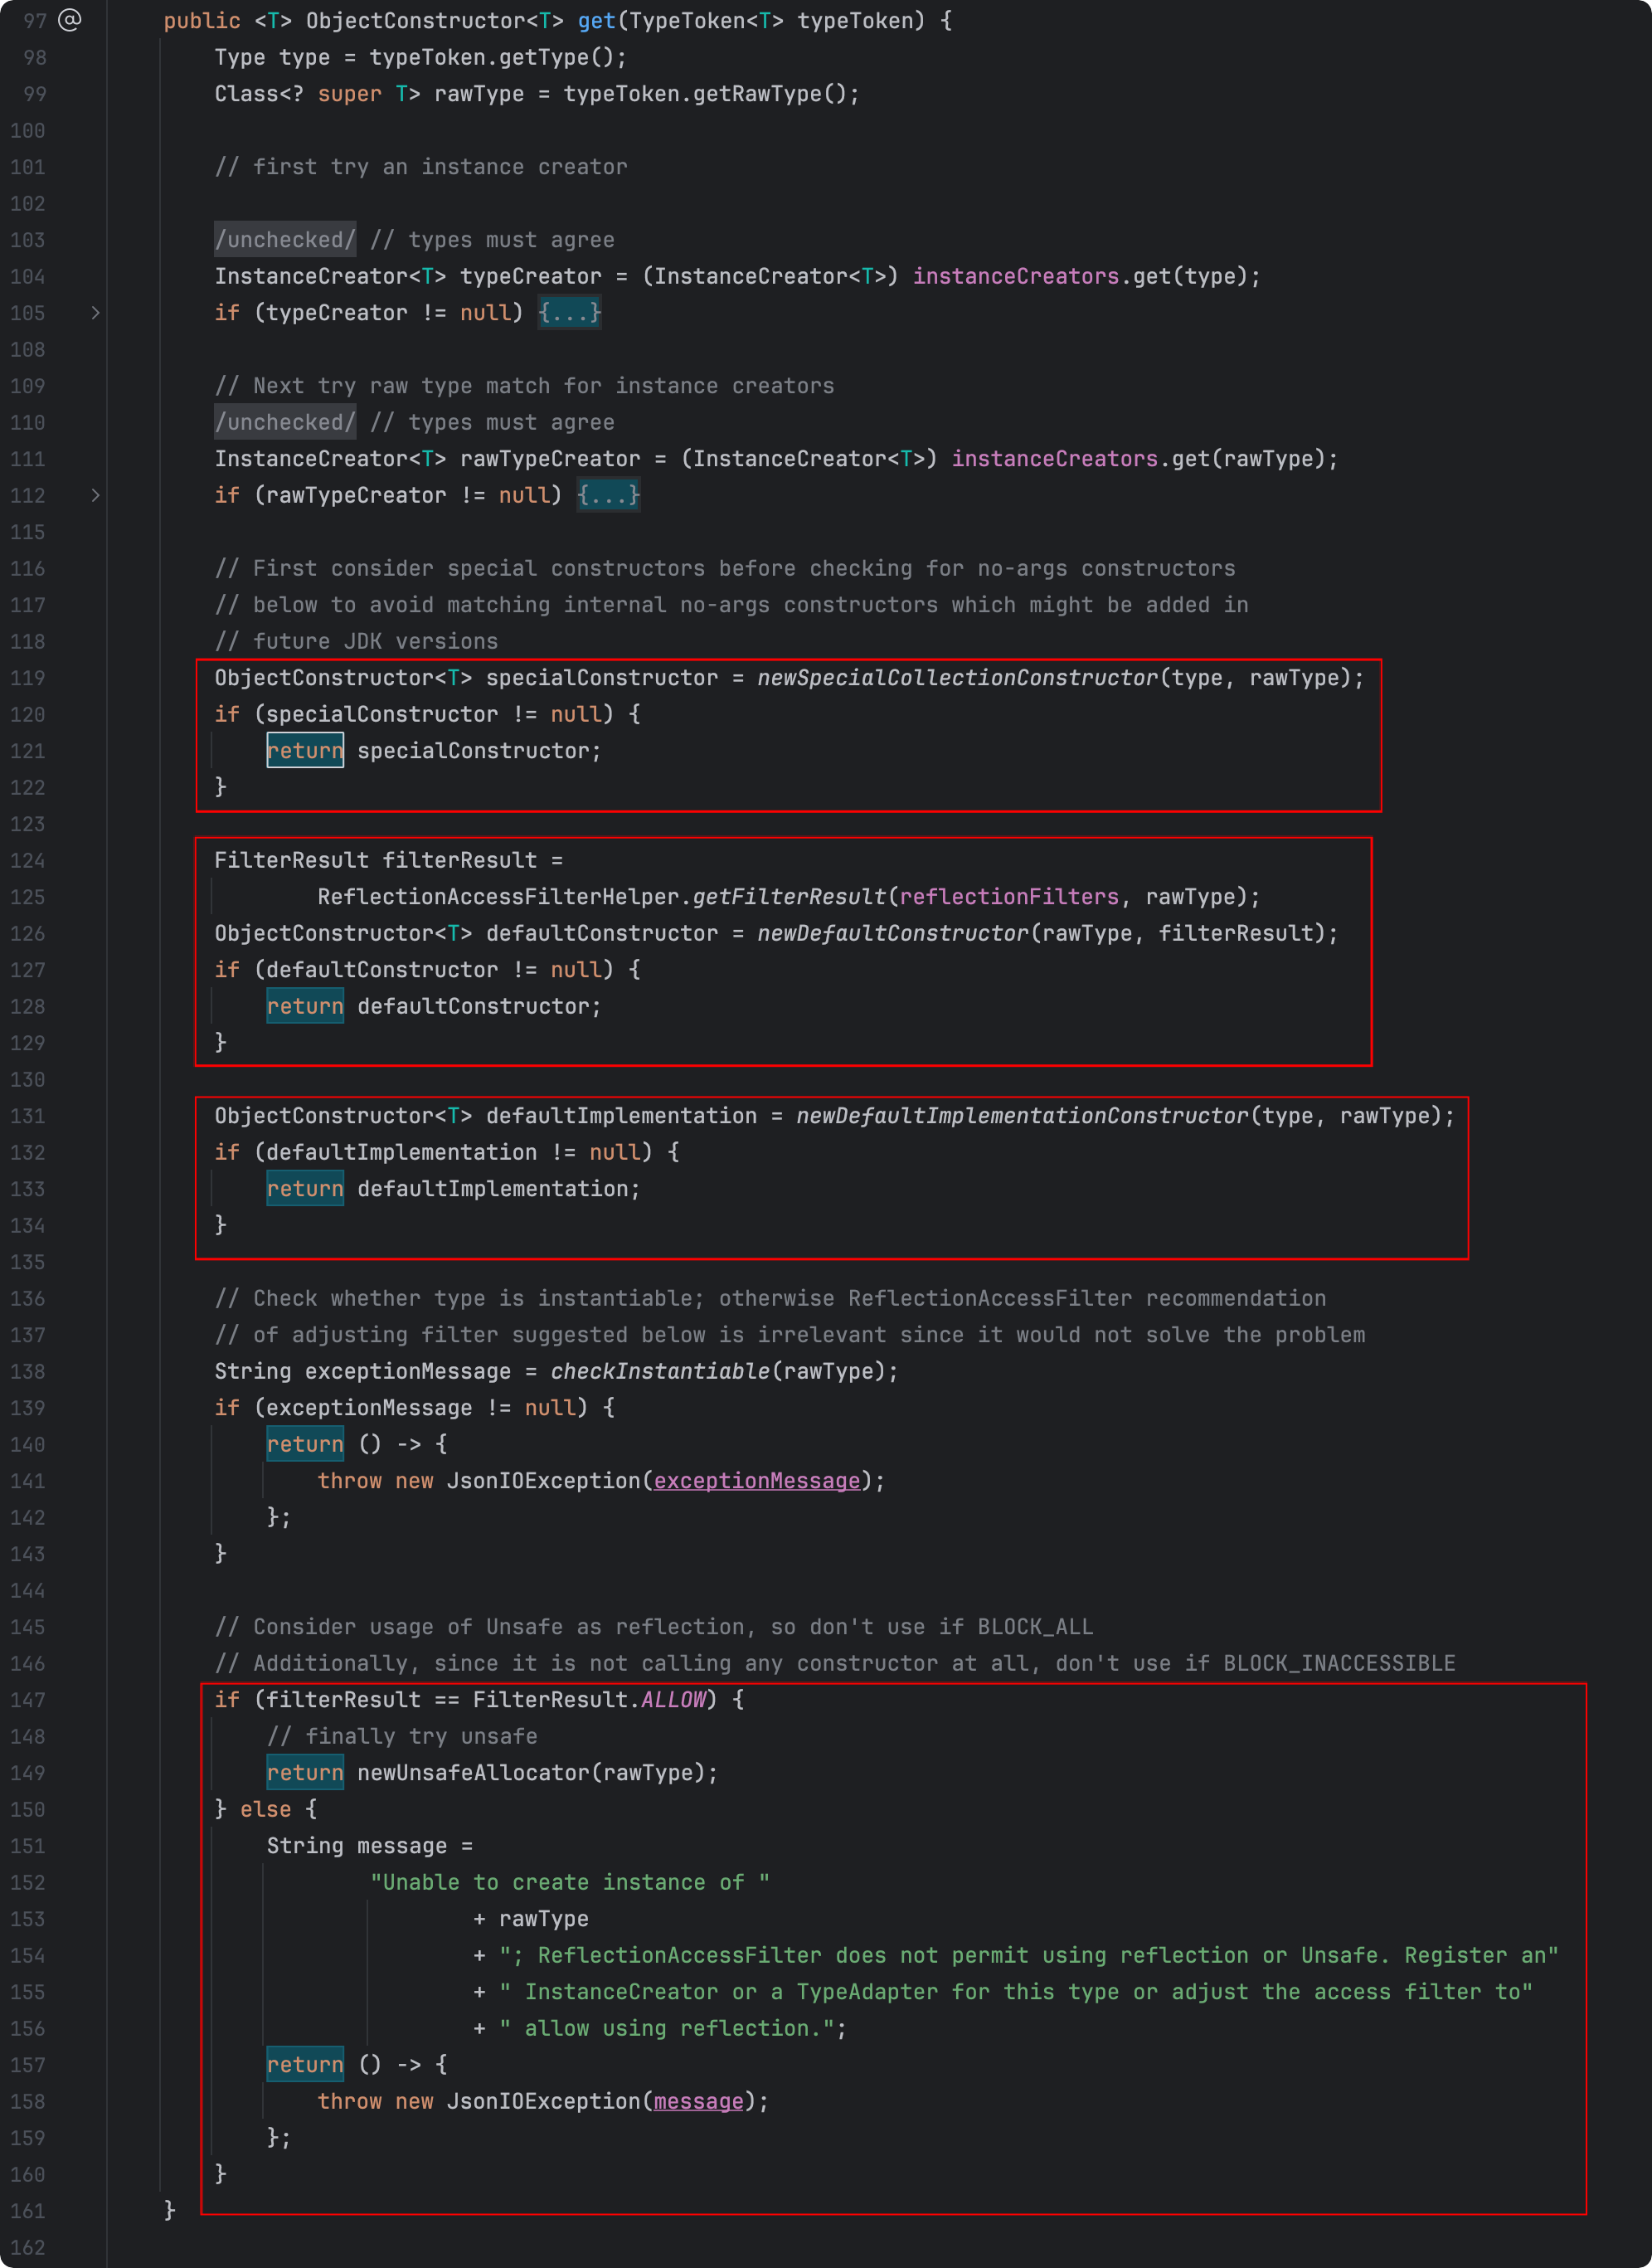 97 @ public <T> ObjectConstructor<T> get(TypeToken<T> typeToken) {
98 Type type = typeToken.getType();
99 Class<? super T> rawType = typeToken.getRawType();
100
101 // first try an instance creator
102
103 /unchecked/ // types must agree
104 InstanceCreator<T> typeCreator = (InstanceCreator<T>) instanceCreators.get(type);
105 if (typeCreator != null) {...}
108
109 // Next try raw type match for instance creators
110 /unchecked/ // types must agree
111 InstanceCreator<T> rawTypeCreator = (InstanceCreator<T>) instanceCreators.get(rawType);
112 if (rawTypeCreator != null) {...}
115
116 // First consider special constructors before checking for no-args constructors
117 // below to avoid matching internal no-args constructors which might be added in
118 // future JDK versions
119 ObjectConstructor<T> specialConstructor = newSpecialCollectionConstructor(type, rawType);
120 if (specialConstructor != null) {
121 return specialConstructor;
122 }
123
124 FilterResult filterResult =
125 ReflectionAccessFilterHelper.getFilterResult(reflectionFilters, rawType);
126 ObjectConstructor<T> defaultConstructor = newDefaultConstructor(rawType, filterResult);
127 if (defaultConstructor != null) {
128 return defaultConstructor;
129 }
130
131 ObjectConstructor<T> defaultImplementation = newDefaultImplementationConstructor(type, rawType);
132 if (defaultImplementation != null) {
133 return defaultImplementation;
134 }
135
136 // Check whether type is instantiable; otherwise ReflectionAccessFilter recommendation
137 // of adjusting filter suggested below is irrelevant since it would not solve the problem
138 String exceptionMessage = checkInstantiable(rawType);
139 if (exceptionMessage != null) {
140 return () -> {
141 throw new JsonIOException(exceptionMessage);
142 };
143 }
144
145 // Consider usage of Unsafe as reflection, so don't use if BLOCK_ALL
146 // Additionally, since it is not calling any constructor at all, don't use if BLOCK_INACCESSIBLE
147 if (filterResult == FilterResult.ALLOW) {
148 // finally try unsafe
149 return newUnsafeAllocator(rawType);
150 } else {
151 String message =
152 "Unable to create instance of "
153 + rawType
154 + "; ReflectionAccessFilter does not permit using reflection or Unsafe. Register an"
155 + " InstanceCreator or a TypeAdapter for this type or adjust the access filter to"
156 + " allow using reflection.";
157 return () -> {
158 throw new JsonIOException(message);
159 };
160 }
161 }
162